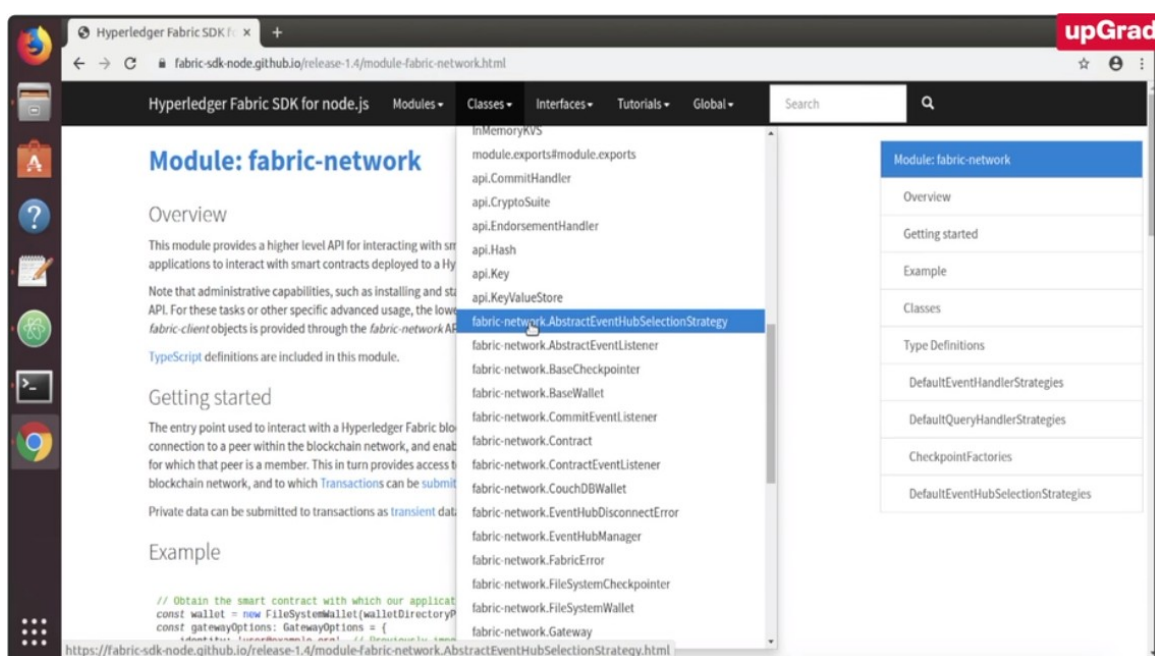 Hyperledger Fabric SDK f
upGrad
fabric-sdk-node.github.io/release-1.4/module-fabric-network.html
Hyperledger Fabric SDK for node.js Modules Classes Interfaces Tutorials Global Search
InMemoryKVS
module.exports#module.exports
api.CommitHandler
api.CryptoSuite
api.EndorsementHandler
api.Hash
api.Key
api.KeyValueStore
fabric-network.AbstractEventHubSelectionStrategy
fabric-network.AbstractEventListener
fabric-network.BaseCheckpointer
fabric-network.BaseWallet
fabric-network.CommitEventListener
fabric-network.Contract
fabric-network.ContractEventListener
fabric-network.CouchDBWallet
fabric-network.EventHubDisconnectError
fabric-network.EventHubManager
fabric-network.FabricError
fabric-network.FileSystemCheckpointer
fabric-network.FileSystemWallet
fabric-network.Gateway
Module: fabric-network
Overview
This module provides a higher level API for interacting with sm
applications to interact with smart contracts deployed to a Hy
Note that administrative capabilities, such as installing and sta
API. For these tasks or other specific advanced usage, the lowe
fabric-client objects is provided through the fabric-network AP
TypeScript definitions are included in this module.
Getting started
The entry point used to interact with a Hyperledger Fabric blo
connection to a peer within the blockchain network, and enab
for which that peer is a member. This in turn provides access t
blockchain network, and to which Transactions can be submit
Private data can be submitted to transactions as transient dat
Example
// Obtain the smart contract with which our applicat
const wallet = new FileSystemWallet(walletDirectoryP
const gatewayOptions: GatewayOptions = {
identity: 'user@example.org', // Previously impo
https://fabric-sdk-node.github.io/release-1.4/module-fabric-network.AbstractEventHubSelectionStrategy.html
Module: fabric-network
Overview
Getting started
Example
Classes
Type Definitions
DefaultEventHandlerStrategies
DefaultQueryHandlerStrategies
CheckpointFactories
DefaultEventHubSelectionStrategies